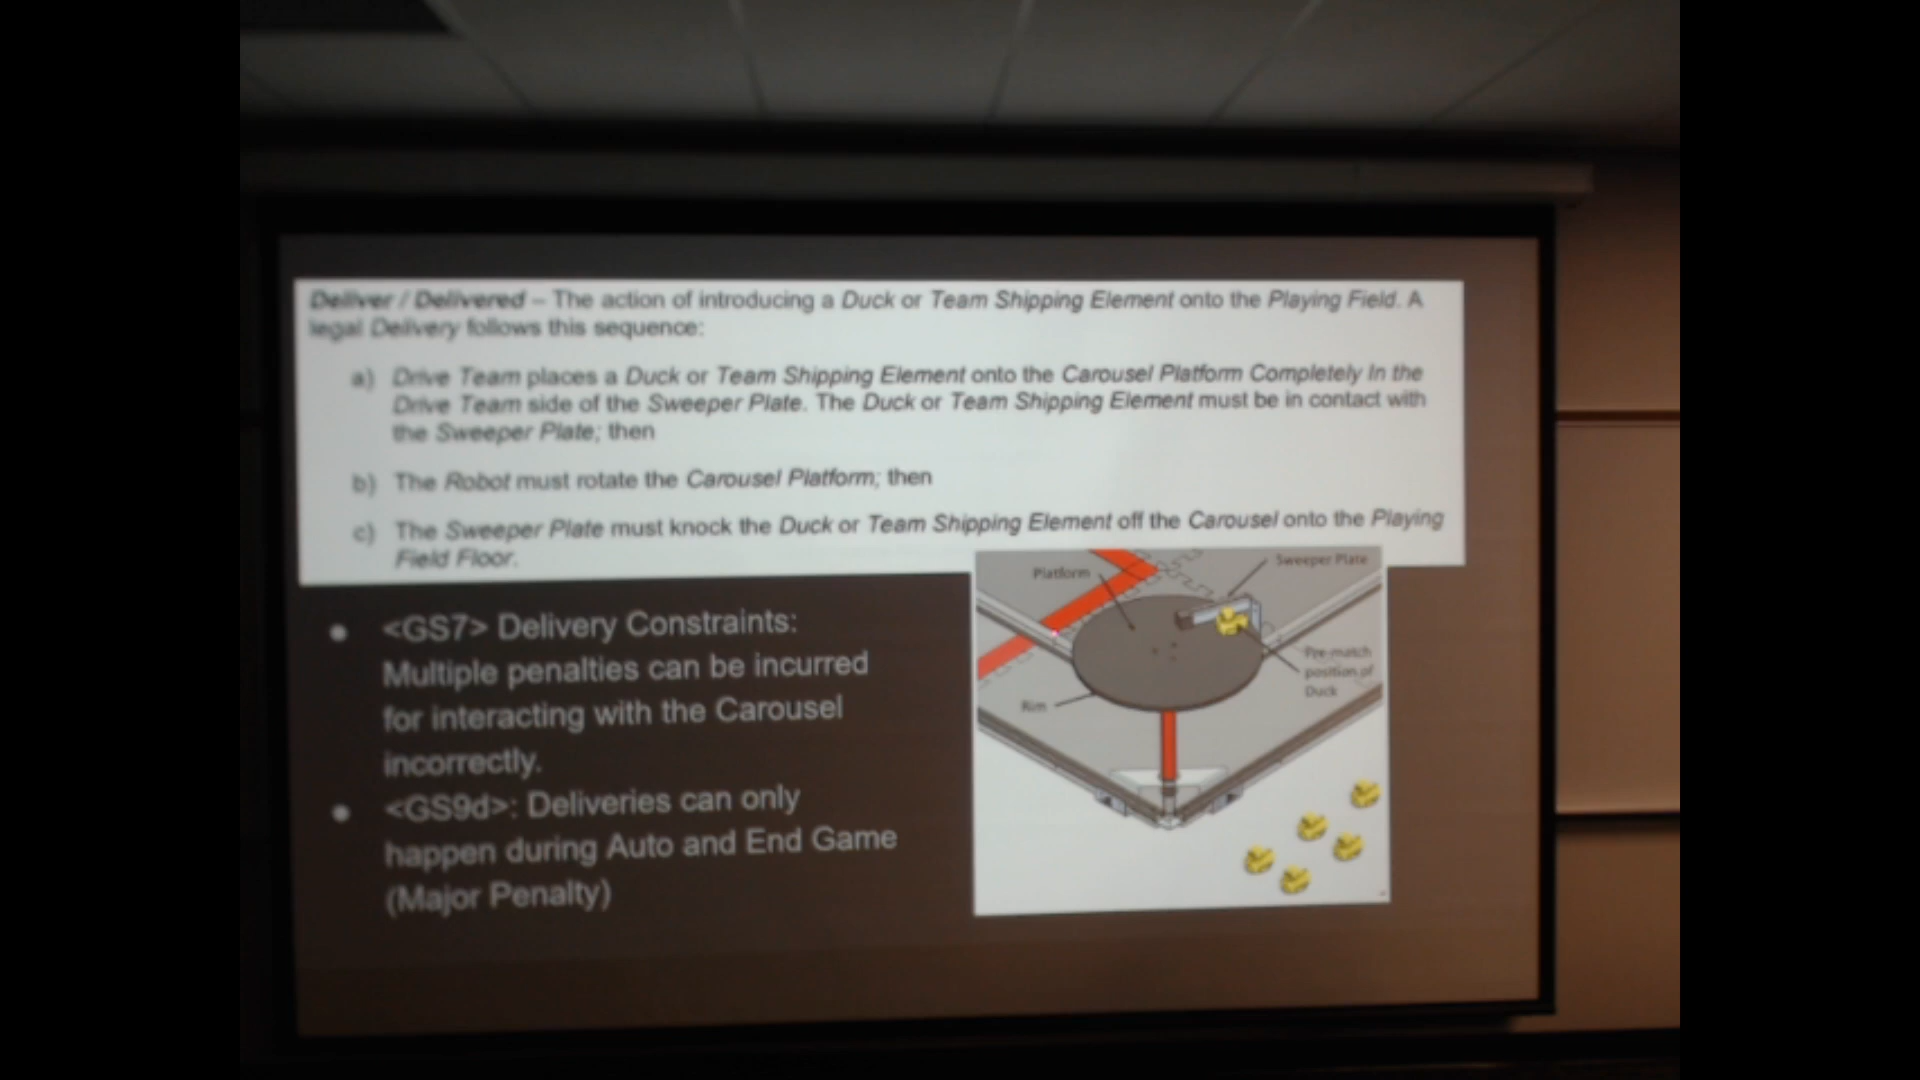 Deliver / Delivered – The action of introducing a Duck or Team Shipping Element onto the Playing Field. A
legal Delivery follows this sequence:
a) Drive Team places a Duck or Team Shipping Element onto the Carousel Platform Completely In the
Drive Team side of the Sweeper Plate. The Duck or Team Shipping Element must be in contact with
the Sweeper Plate; then
b) The Robot must rotate the Carousel Platform; then
c) The Sweeper Plate must knock the Duck or Team Shipping Element off the Carousel onto the Playing
Field Floor.
● <GS7> Delivery Constraints:
Multiple penalties can be incurred
for interacting with the Carousel
incorrectly.
● <GS9d>: Deliveries can only
happen during Auto and End Game
(Major Penalty)
Sweeper Plate
Platform
Pre-match
position of
Duck
Rim